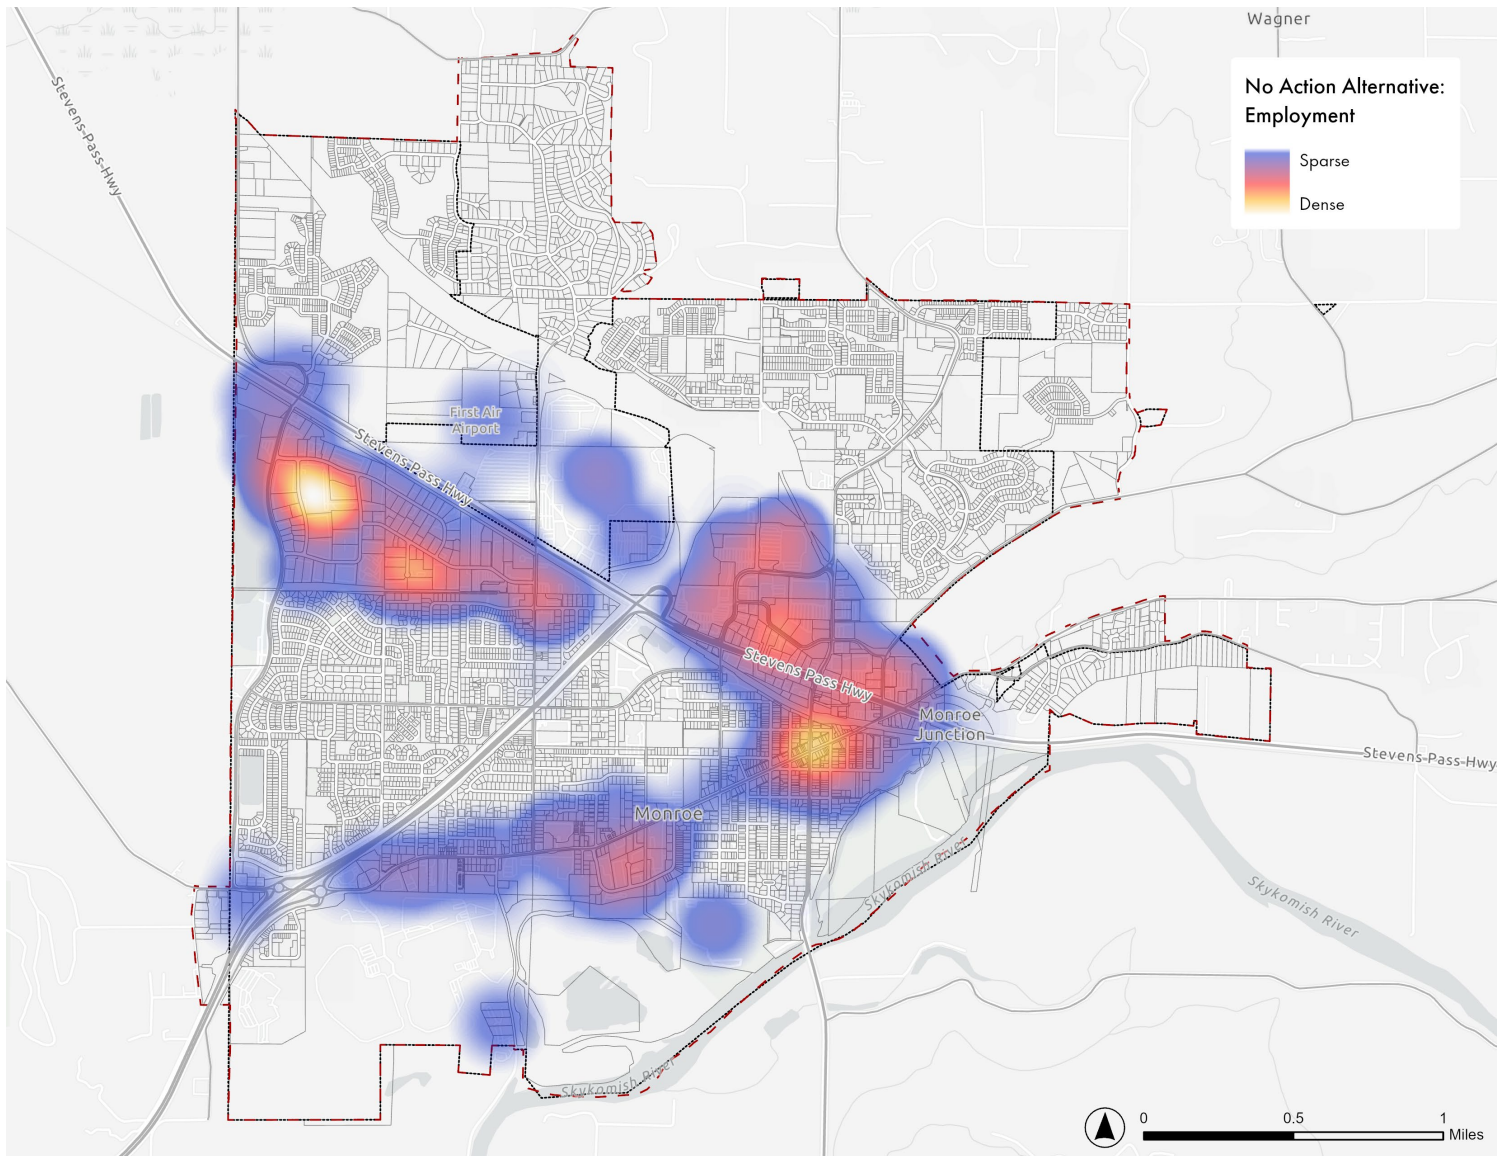 Wagner
No Action Alternative:
Employment
Sparse
Dense
Stevens Pass Hwy
First Air
Airport
Stevens Pass Hwy
Stevens Pass Hwy
Monroe
Junction
Stevens Pass Hwy
Monroe
Skykomish River
Skykomish River
Skykomish River
0
0.5
1
Miles